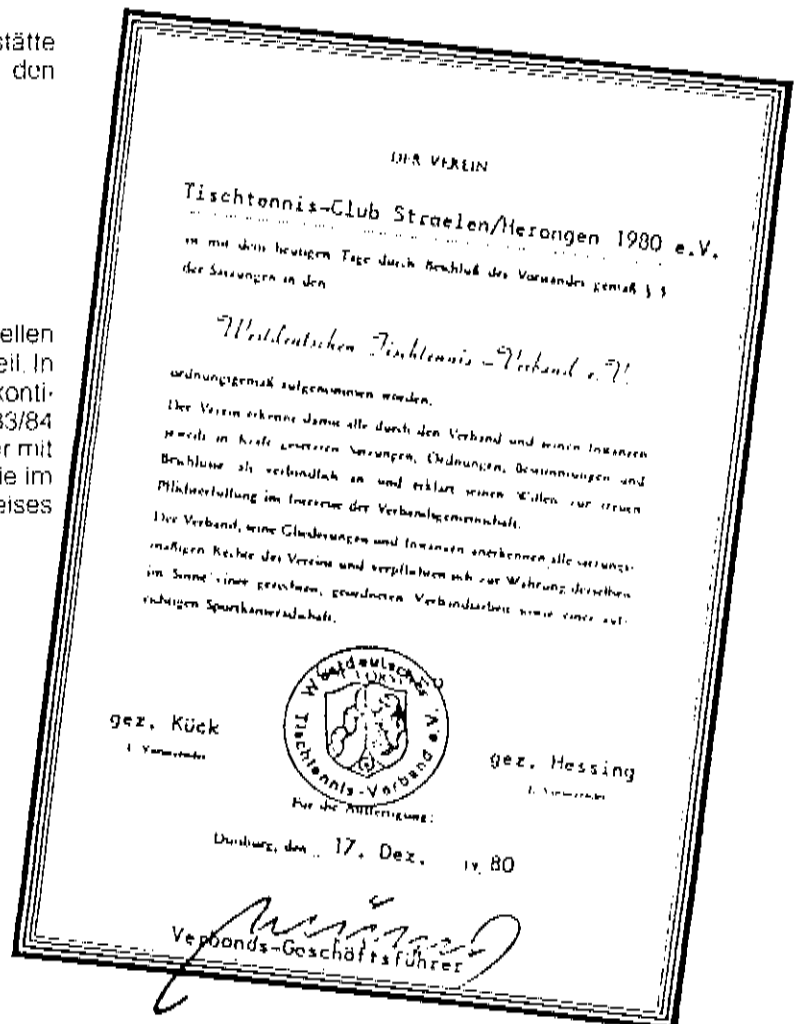 stätte
den
ellen
eil. In
konti-
83/84
er mit
ie im
eises
DER VEREIN
Tischtennis-Club Straelen/Herongen 1980 e.V.
ist mit dem heutigen Tage durch Beschluß des Vorstandes gemäß §
der Satzungen in den
Westdeutschen Tischtennis-Verband e.V.
ordnungsgemäß aufgenommen worden.
Der Verein erkennt damit alle durch den Verband und seinen Instanzen
jeweils in Kraft gesetzten Satzungen, Ordnungen, Bestimmungen und
Beschlüsse als verbindlich an und erklärt seinen Willen zur treuen
Pflichterfüllung im Interesse der Verbandsgemeinschaft.
Der Verband, seine Gliederungen und Instanzen anerkennen alle satzungs-
mäßigen Rechte des Vereins und verpflichten sich zur Wahrung derselben
im Sinne einer geordneten Verbandsarbeit sowie einer auf-
richtigen Sportkameradschaft.
Westdeutscher Tischtennis-Verband e.V.
gez. Kück
1. Vorsitzender
gez. Hessing
2. Vorsitzender
Für die Ausfertigung:
Duisburg, den 17. Dez. 19 80
Verbands-Geschäftsführer